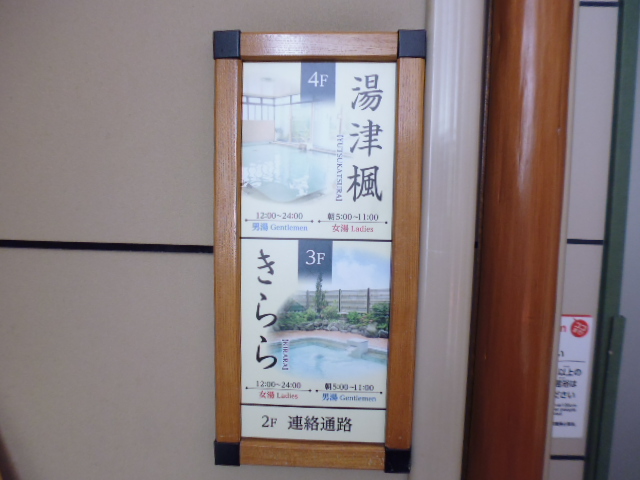 4F
湯津楓
【YUTSUKATSURA】
12:00～24:00 朝5:00～11:00
男湯 Gentlemen 女湯 Ladies
3F
きらら
【KIRARA】
12:00～24:00 朝5:00～11:00
女湯 Ladies 男湯 Gentlemen
2F 連絡通路